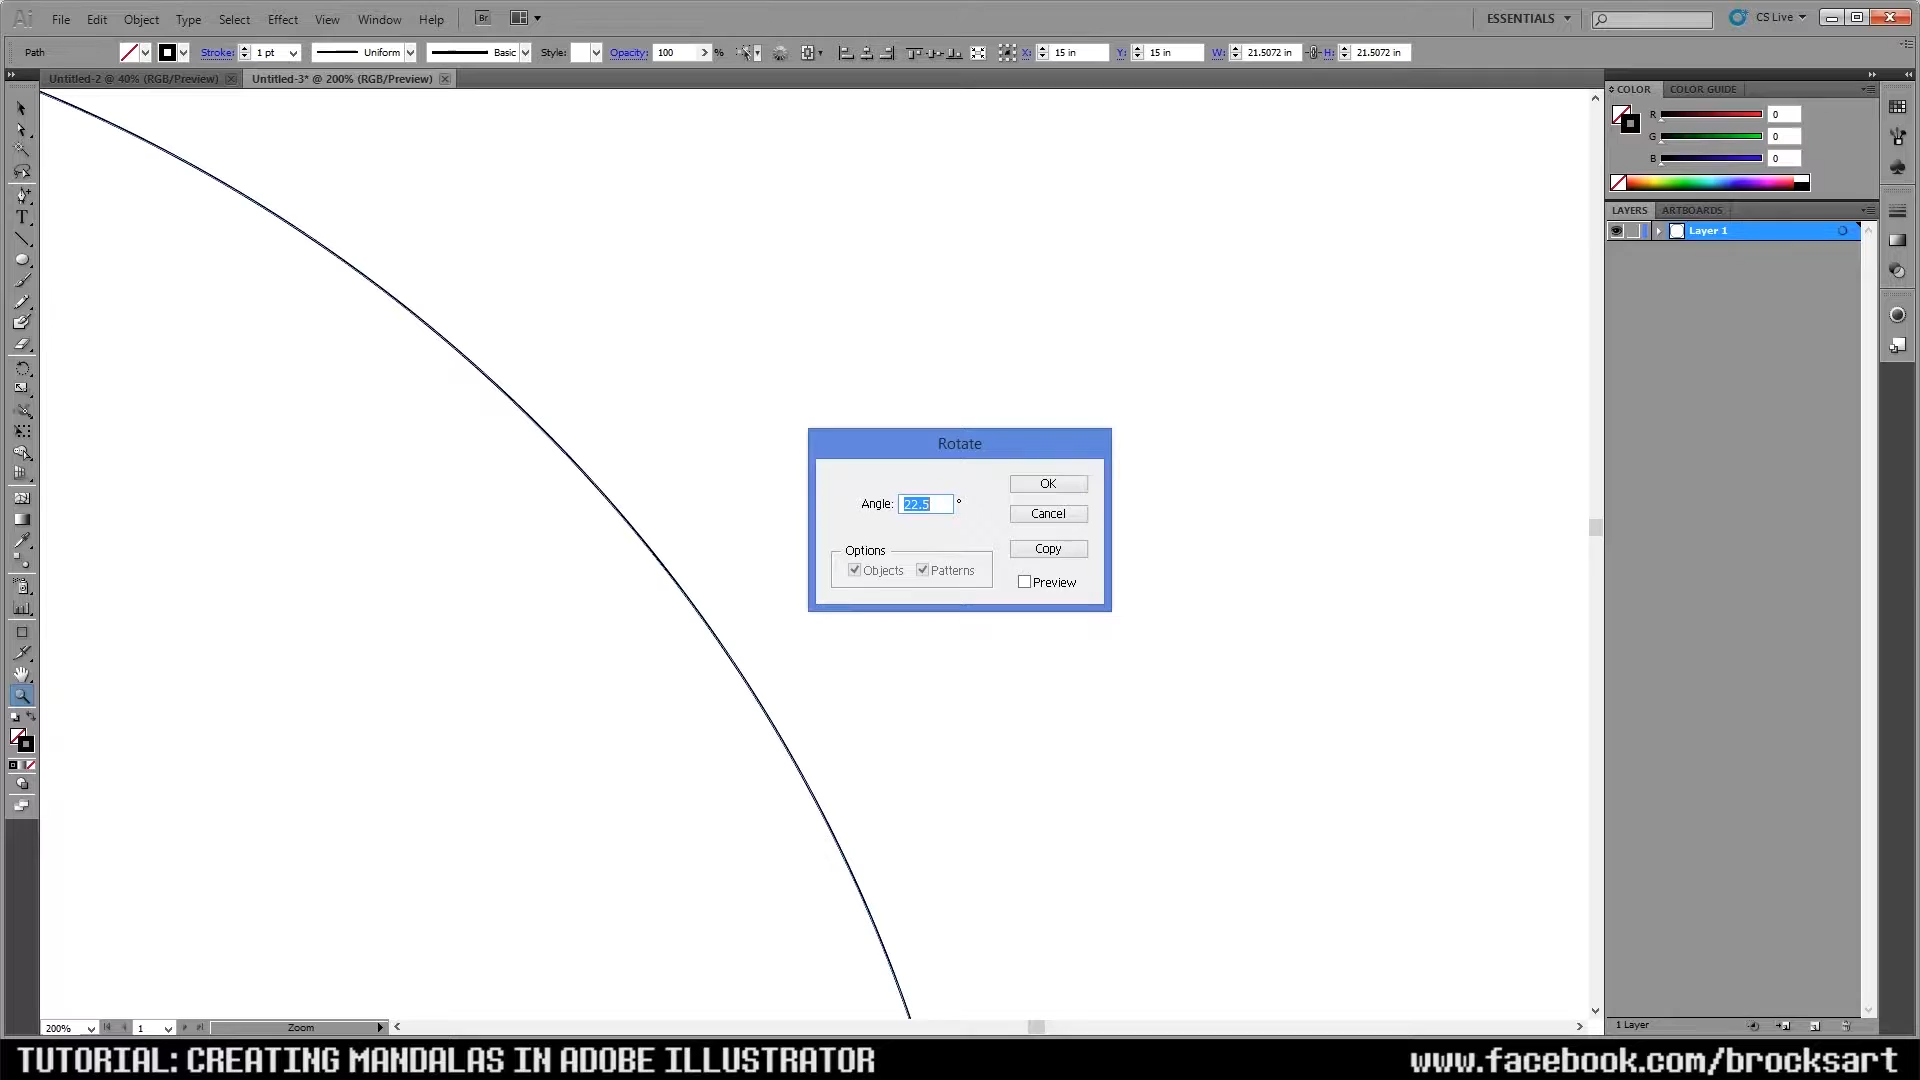 Ai File Edit Object Type Select Effect View Window Help Br ESSENTIALS CS Live
Path Stroke: 1 pt Uniform Basic Style: Opacity: 100 % X: 15 in Y: 15 in W: 21.5072 in H: 21.5072 in
Untitled-2 @ 40% (RGB/Preview) Untitled-3* @ 200% (RGB/Preview)
COLOR COLOR GUIDE
R 0
G 0
B 0
LAYERS ARTBOARDS
Layer 1
Rotate
Angle: 22.5 °
OK
Cancel
Copy
Options
Objects Patterns
Preview
200% 1 Zoom
1 Layer
TUTORIAL: CREATING MANDALAS IN ADOBE ILLUSTRATOR
www.facebook.com/brocksart